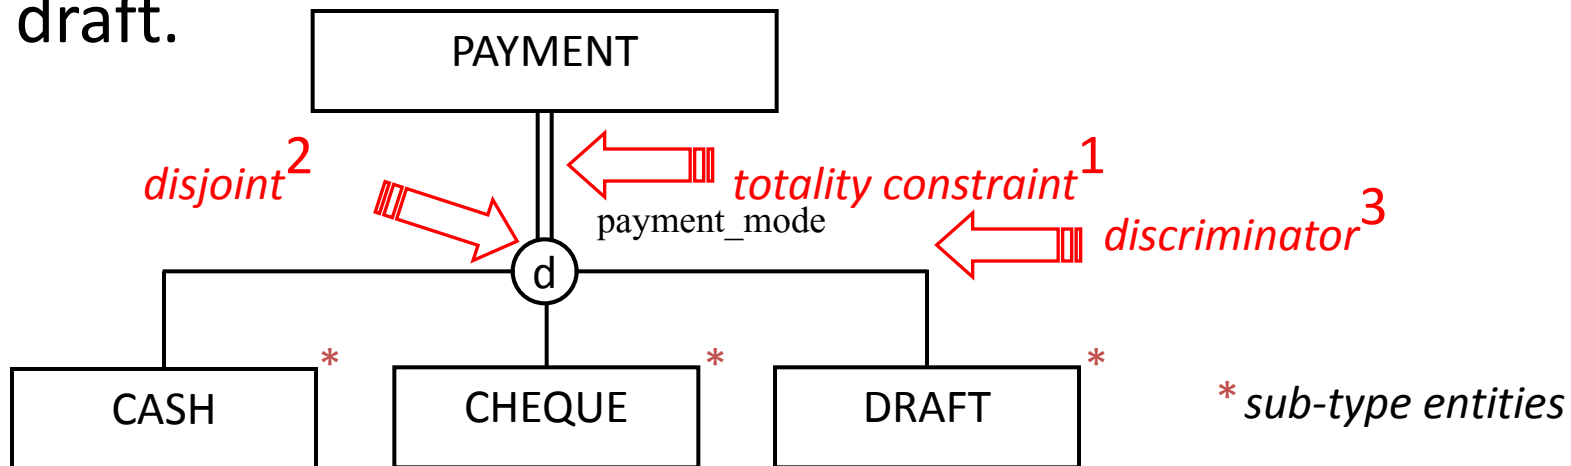 draft.
PAYMENT
disjoint2
totality constraint1
payment_mode
discriminator3
d
* * *
CASH CHEQUE DRAFT * sub-type entities